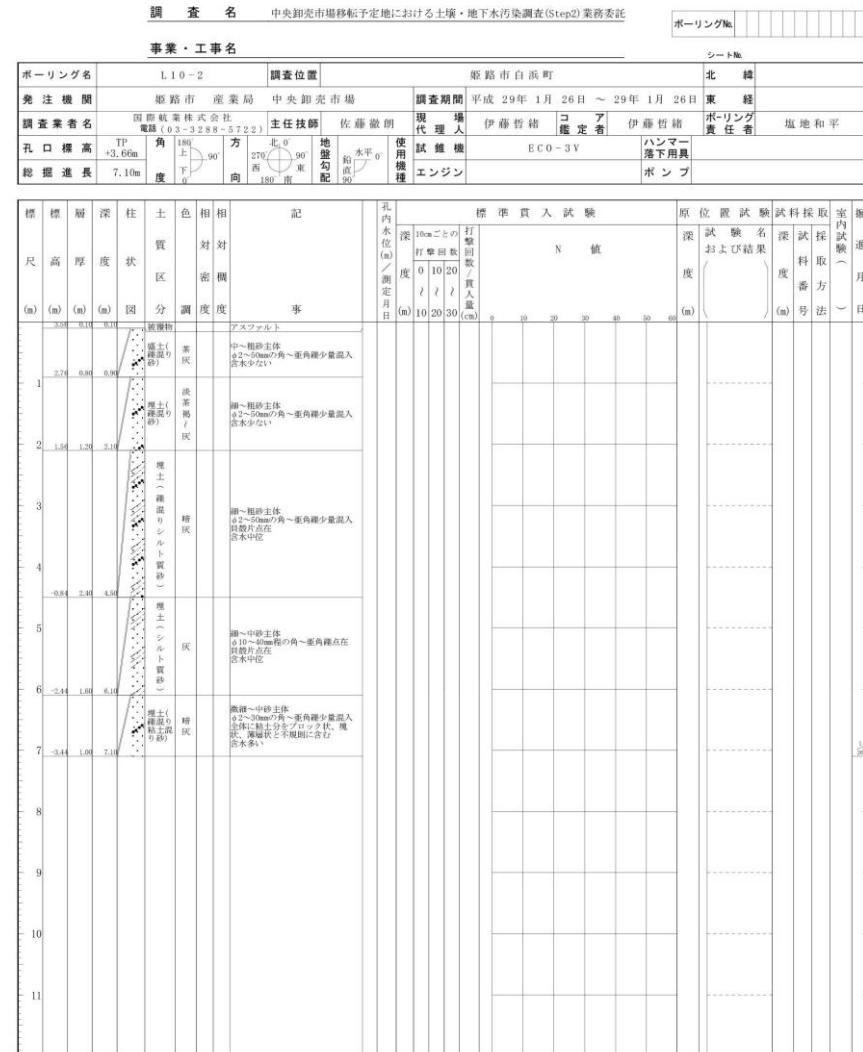 調査名 中央卸売市場移転予定地における土壌・地下水汚染調査(Step2)業務委託
ボーリングNo.
事業・工事名
シートNo.
ボーリング名 L10-2 調査位置 姫路市白浜町 北緯
発注機関 姫路市 産業局 中央卸売市場 調査期間 平成 29年 1月 26日 ~ 29年 1月 26日 東経
調査業者名 国際航業株式会社 電話(03-3288-5722) 主任技師 佐藤徹朗 現場代理人 伊藤哲緒 コア鑑定者 伊藤哲緒 ボーリング責任者 塩地和平
孔口標高 TP +3.66m 角度 180° 上 下 0° 90° 方向 北 0° 270° 西 90° 東 180° 南 地盤勾配 水平 0° 鉛直 90° 使用機種 試錐機 ECO-3V ハンマー落下用具
総掘進長 7.10m エンジン ポンプ
標尺(m) 標高(m) 層厚(m) 深度(m) 柱状図 土質区分 色調 相対密度 相対稠度 記事 孔内水位(m)/測定月日 標準貫入試験 原位置試験 試料採取 室内試験( ) 掘進月日
深度(m) 10cmごとの打撃回数 打撃回数/貫入量(cm) N値 深度(m) 試験名および結果 深度(m) 試料番号 採取方法
0 10 20
~ ~ ~
10 20 30
0 10 20 30 40 50 60
3.56 0.10 0.10 被覆物 アスファルト
盛土(礫混り砂) 茶灰 中~粗砂主体
φ2~50mmの角~亜角礫少量混入
含水少ない
2.76 0.80 0.90
1
埋土(礫混り砂) 淡茶褐~灰 細~粗砂主体
φ2~50mmの角~亜角礫少量混入
含水少ない
2 1.56 1.20 2.10
埋土(礫混りシルト質砂) 暗灰
3
細~粗砂主体
φ2~50mmの角~亜角礫少量混入
貝殻片点在
含水中位
4
-0.84 2.40 4.50
埋土(シルト質砂) 灰
5
細~中砂主体
φ10~40mm程の角~亜角礫点在
貝殻片点在
含水中位
6 -2.44 1.60 6.10
埋土(礫混り粘土混り砂) 暗灰 微細~中砂主体
φ2~30mmの角~亜角礫少量混入
全体に粘土分をブロック状、塊
状、薄層状と不規則に含む
含水多い
7 -3.44 1.00 7.10
8
9
10
11